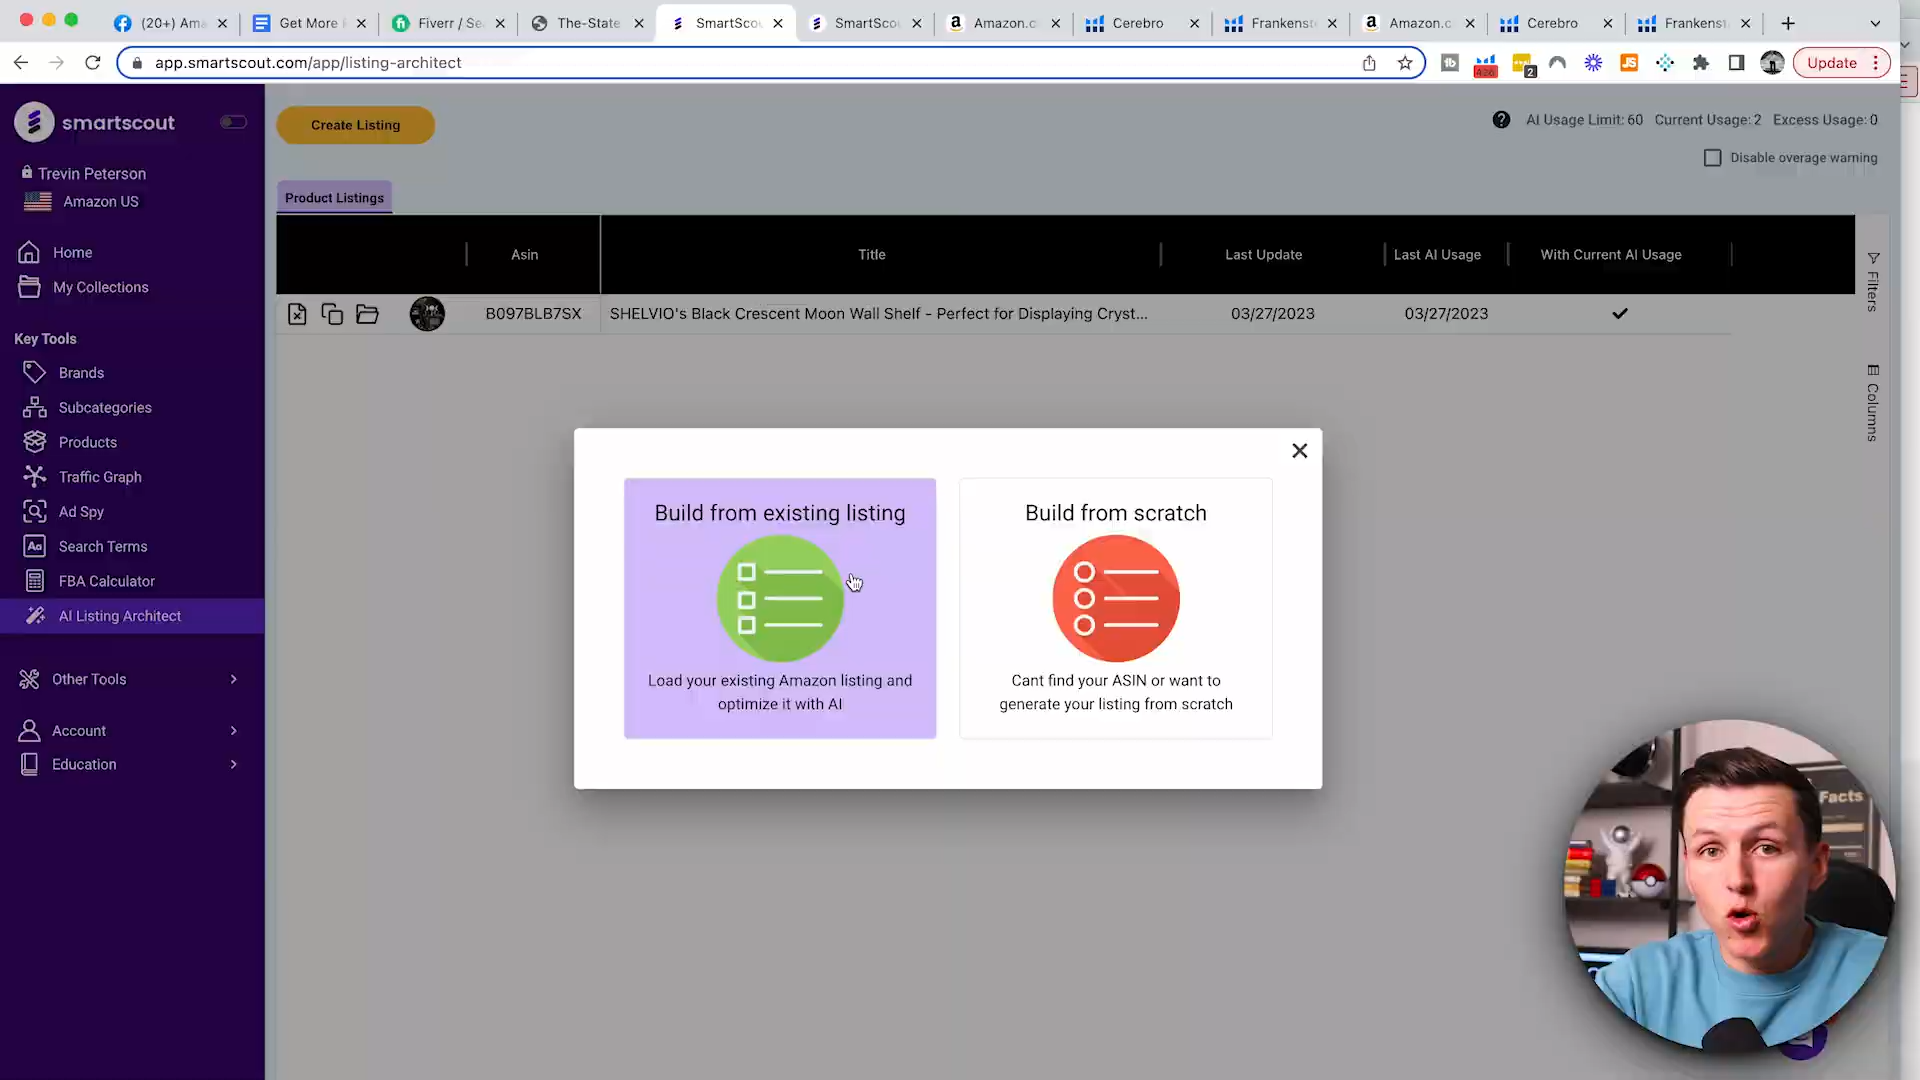 (20+) Ama
Get More
Fiverr / Se
The-State
SmartScou
SmartScou
Amazon.c
Cerebro
Frankenst
Amazon.c
Cerebro
Frankenst
app.smartscout.com/app/listing-architect
Update
smartscout
Trevin Peterson
Amazon US
Home
My Collections
Key Tools
Brands
Subcategories
Products
Traffic Graph
Ad Spy
Search Terms
FBA Calculator
AI Listing Architect
Other Tools
Account
Education
Create Listing
AI Usage Limit: 60 Current Usage: 2 Excess Usage: 0
Disable overage warning
Product Listings
Asin
Title
Last Update
Last AI Usage
With Current AI Usage
B097BLB7SX
SHELVIO's Black Crescent Moon Wall Shelf - Perfect for Displaying Cryst...
03/27/2023
03/27/2023
Filters
Columns
Build from existing listing
Load your existing Amazon listing and
optimize it with AI
Build from scratch
Cant find your ASIN or want to
generate your listing from scratch
Facts